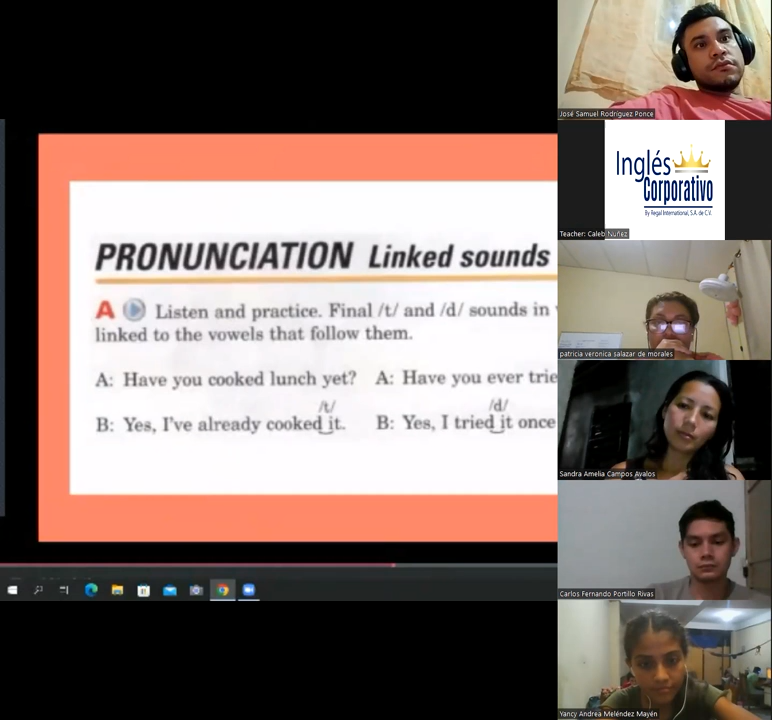 PRONUNCIATION Linked sounds
A Listen and practice. Final /t/ and /d/ sounds in
linked to the vowels that follow them.
A: Have you cooked lunch yet? A: Have you ever trie
/t/ /d/
B: Yes, I've already cooked it. B: Yes, I tried it once
José Samuel Rodríguez Ponce
Inglés
Corporativo
By Regal International, S.A. de C.V.
Teacher: Caleb Nuñez
patricia veronica salazar de morales
Sandra Amelia Campos Avalos
Carlos Fernando Portillo Rivas
Yancy Andrea Meléndez Mayén